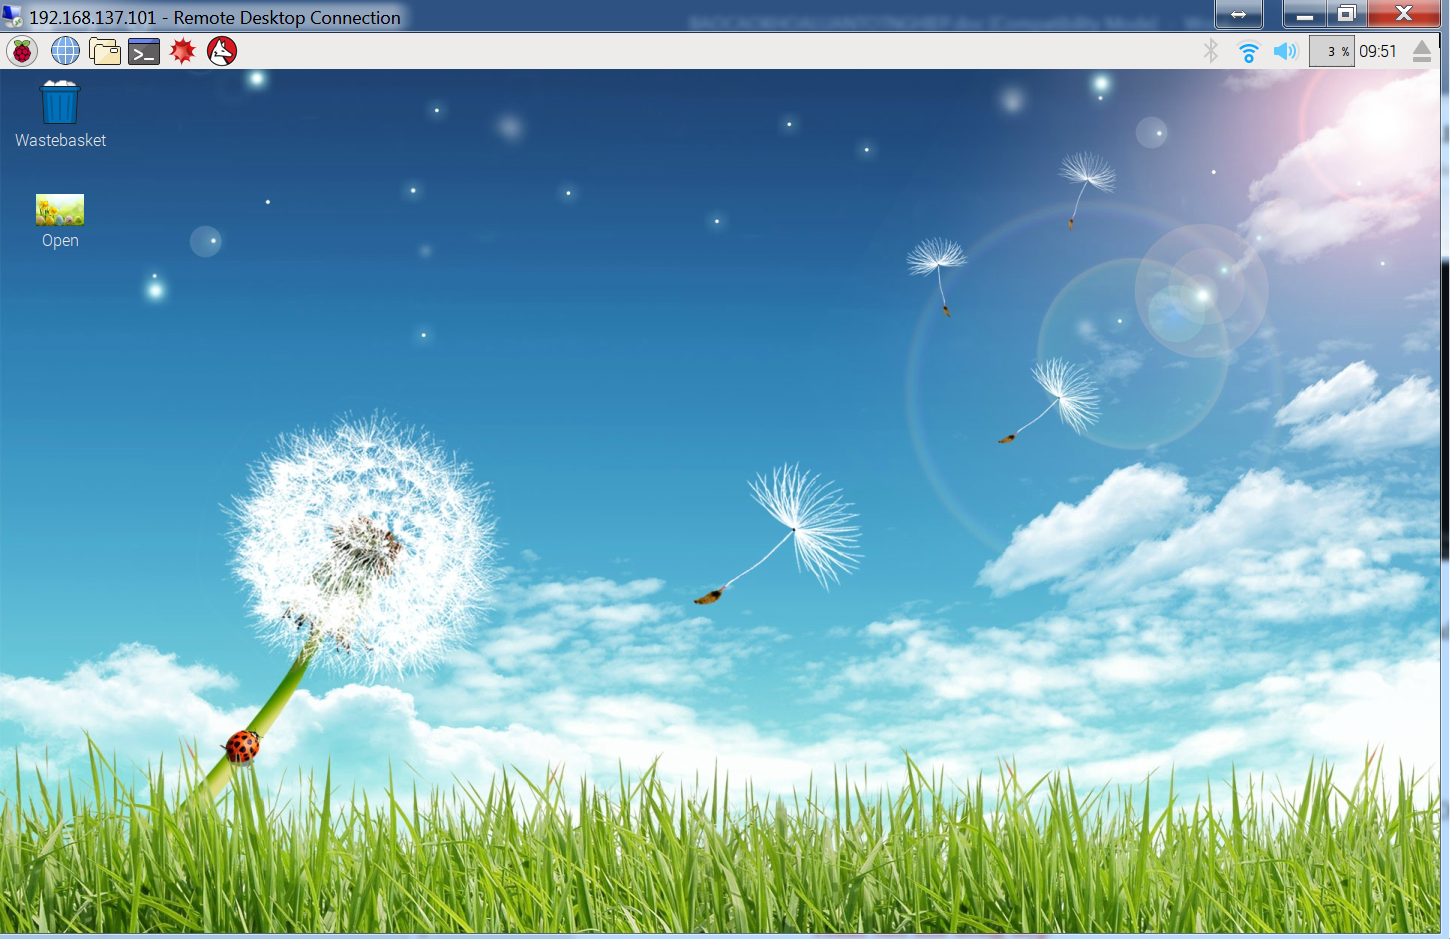 192.168.137.101 - Remote Desktop Connection
3 %
09:51
Wastebasket
Open